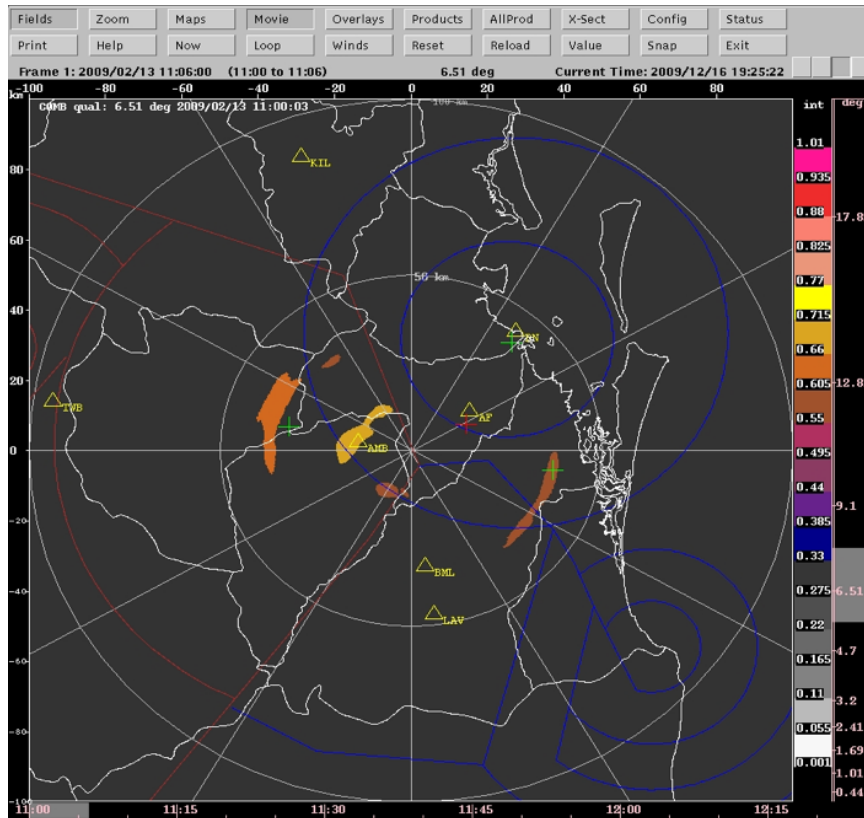 Fields Zoom Maps Movie Overlays Products AllProd X-Sect Config Status
Print Help Now Loop Winds Reset Reload Value Snap Exit
Frame 1: 2009/02/13 11:06:00 (11:00 to 11:06) 6.51 deg Current Time: 2009/12/16 19:25:22
-100 -80 -60 -40 -20 0 20 40 60 80
km
COMB qual: 6.51 deg 2009/02/13 11:00:03
100 km
int
deg
1.01
KIL
80
0.935
0.88
17.8
60
0.825
50 km
0.77
40
0.715
BN
0.66
12.8
20
0.605
TWB
AF
0.55
0
AMB
0.495
0.44
9.1
-20
0.385
0.33
BML
0.275
6.51
-40
LAV
0.22
0.165
4.7
-60
0.11
3.2
0.055
2.41
-80
0.001
1.69
1.01
0.44
-100
11:00 11:15 11:30 11:45 12:00 12:15